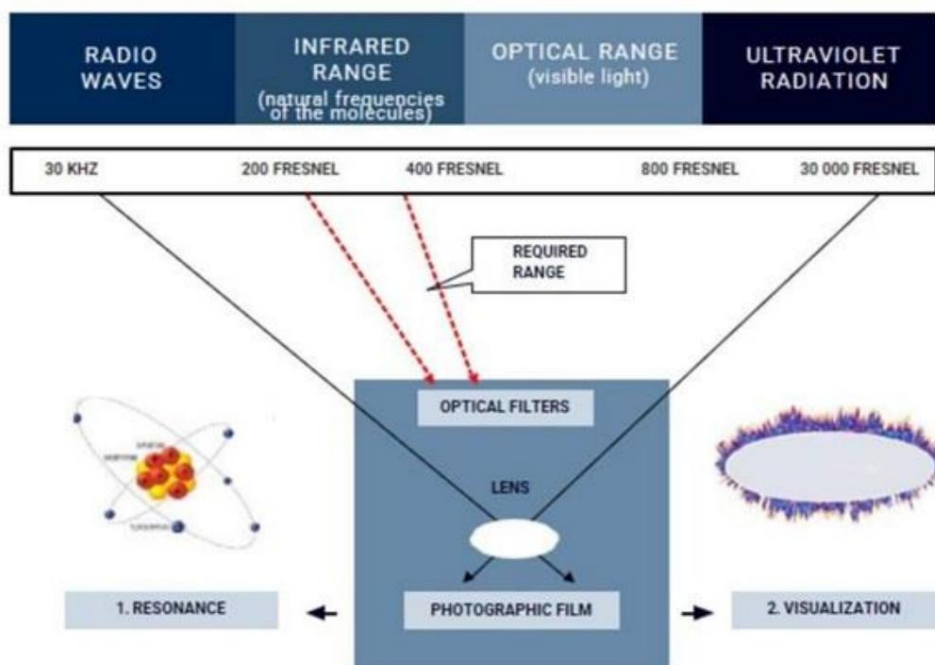 RADIO
WAVES
INFRARED
RANGE
(natural frequencies
of the molecules)
OPTICAL RANGE
(visible light)
ULTRAVIOLET
RADIATION
30 KHZ
200 FRESNEL
400 FRESNEL
800 FRESNEL
30 000 FRESNEL
REQUIRED
RANGE
OPTICAL FILTERS
LENS
1. RESONANCE
PHOTOGRAPHIC FILM
2. VISUALIZATION